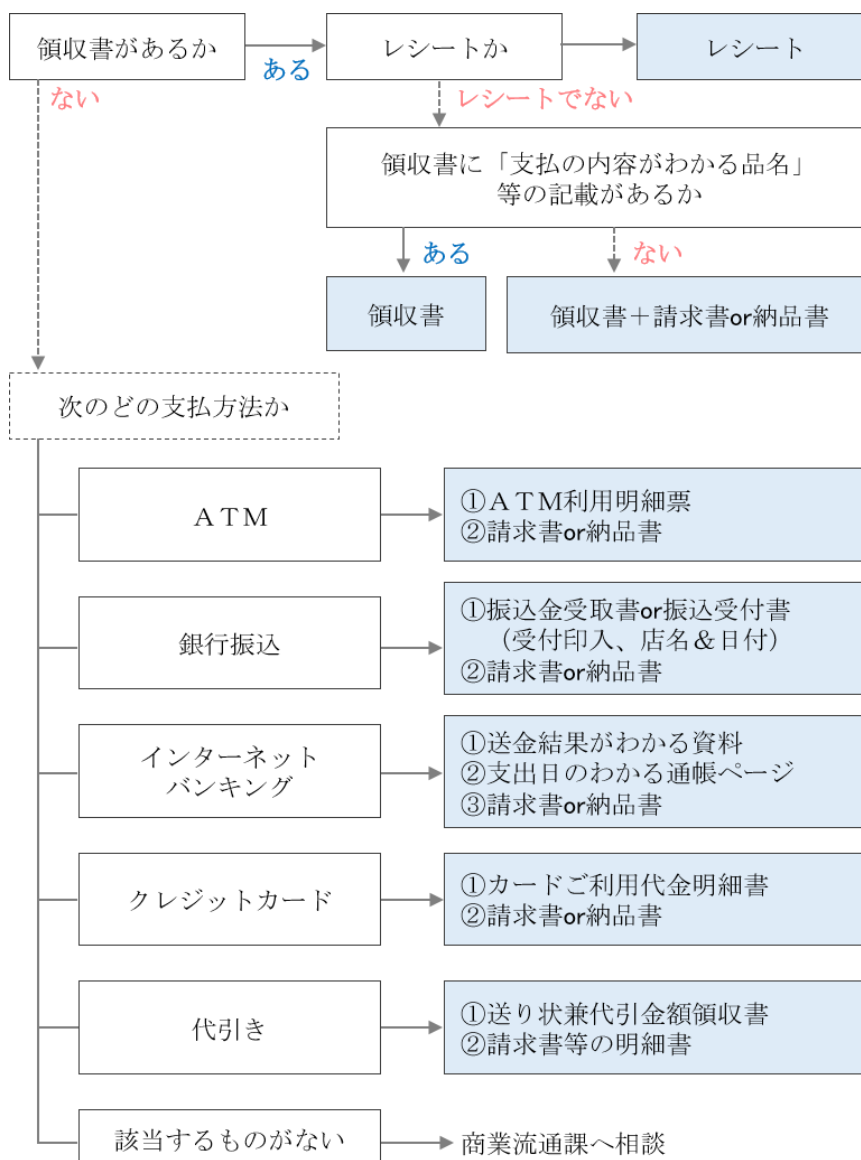 領収書があるか
ある
レシートか
レシート
ない
レシートでない
領収書に「支払の内容がわかる品名」
等の記載があるか
ある
ない
領収書
領収書＋請求書or納品書
次のどの支払方法か
ＡＴＭ
①ＡＴＭ利用明細票
②請求書or納品書
銀行振込
①振込金受取書or振込受付書
（受付印入、店名＆日付）
②請求書or納品書
インターネット
バンキング
①送金結果がわかる資料
②支出日のわかる通帳ページ
③請求書or納品書
クレジットカード
①カードご利用代金明細書
②請求書or納品書
代引き
①送り状兼代引金額領収書
②請求書等の明細書
該当するものがない
商業流通課へ相談